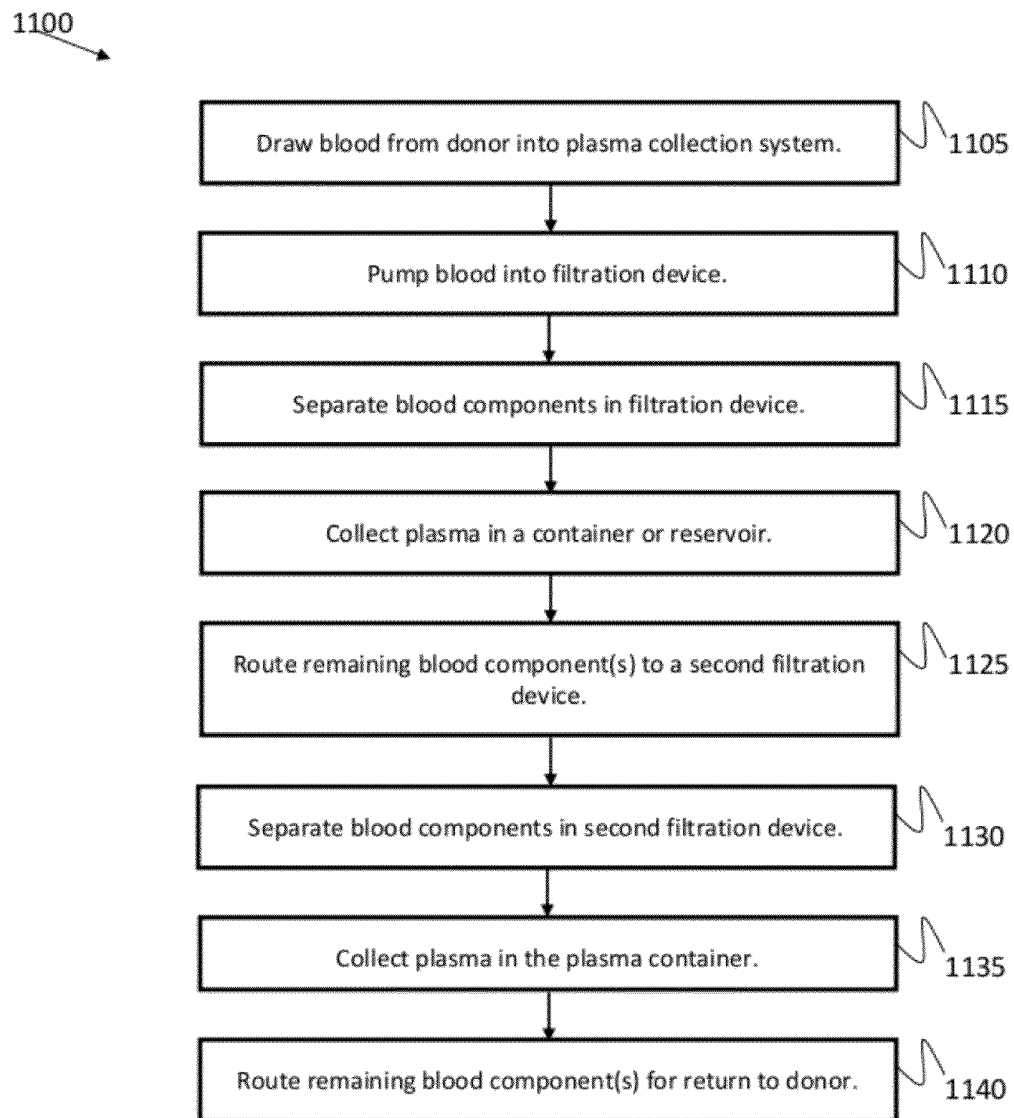 1100
Draw blood from donor into plasma collection system.
1105
Pump blood into filtration device.
1110
Separate blood components in filtration device.
1115
Collect plasma in a container or reservoir.
1120
Route remaining blood component(s) to a second filtration
device.
1125
Separate blood components in second filtration device.
1130
Collect plasma in the plasma container.
1135
Route remaining blood component(s) for return to donor.
1140